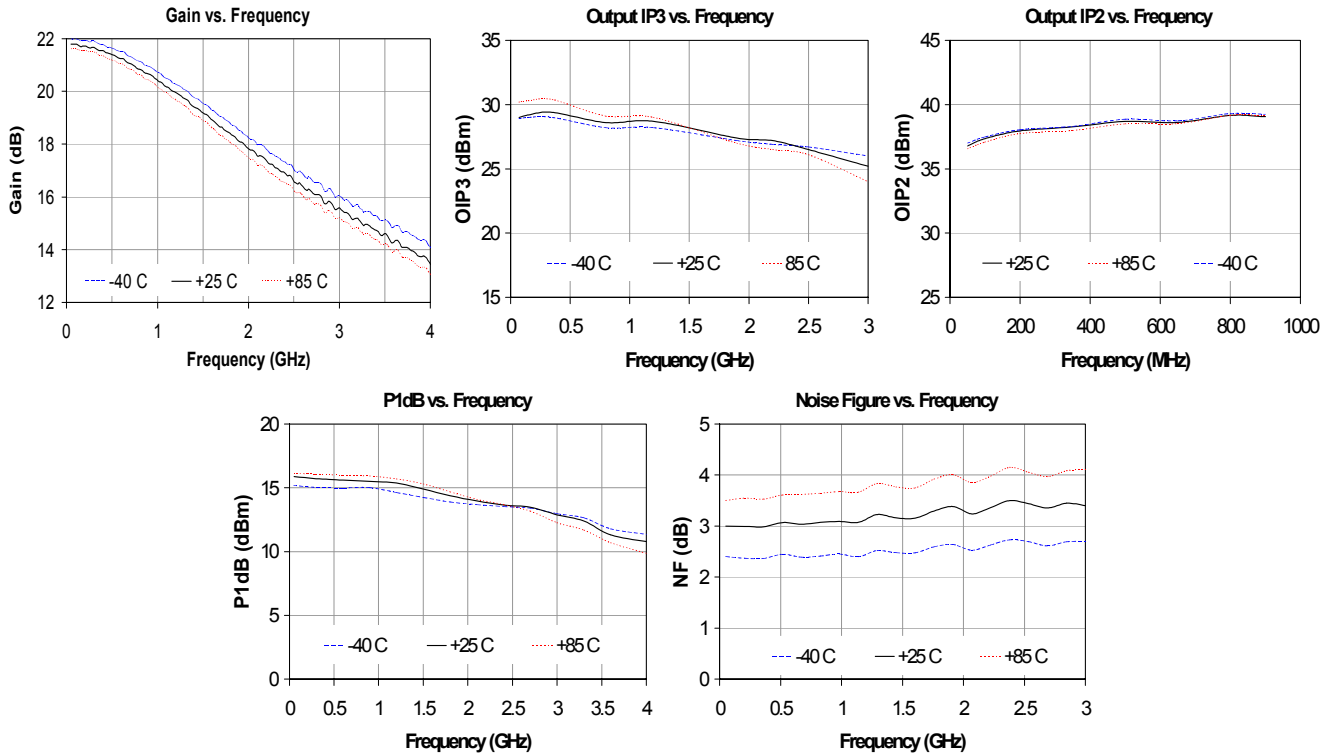 Gain vs. Frequency
Gain (dB)
22
20
18
16
14
12
-40 C +25 C +85 C
0 1 2 3 4
Frequency (GHz)
Output IP3 vs. Frequency
OIP3 (dBm)
35
30
25
20
15
-40 C +25 C 85 C
0 0.5 1 1.5 2 2.5 3
Frequency (GHz)
Output IP2 vs. Frequency
OIP2 (dBm)
45
40
35
30
25
+25 C +85 C -40 C
0 200 400 600 800 1000
Frequency (MHz)
P1dB vs. Frequency
P1dB (dBm)
20
15
10
5
0
-40 C +25 C +85 C
0 0.5 1 1.5 2 2.5 3 3.5 4
Frequency (GHz)
Noise Figure vs. Frequency
NF (dB)
5
4
3
2
1
0
-40 C +25 C +85 C
0 0.5 1 1.5 2 2.5 3
Frequency (GHz)